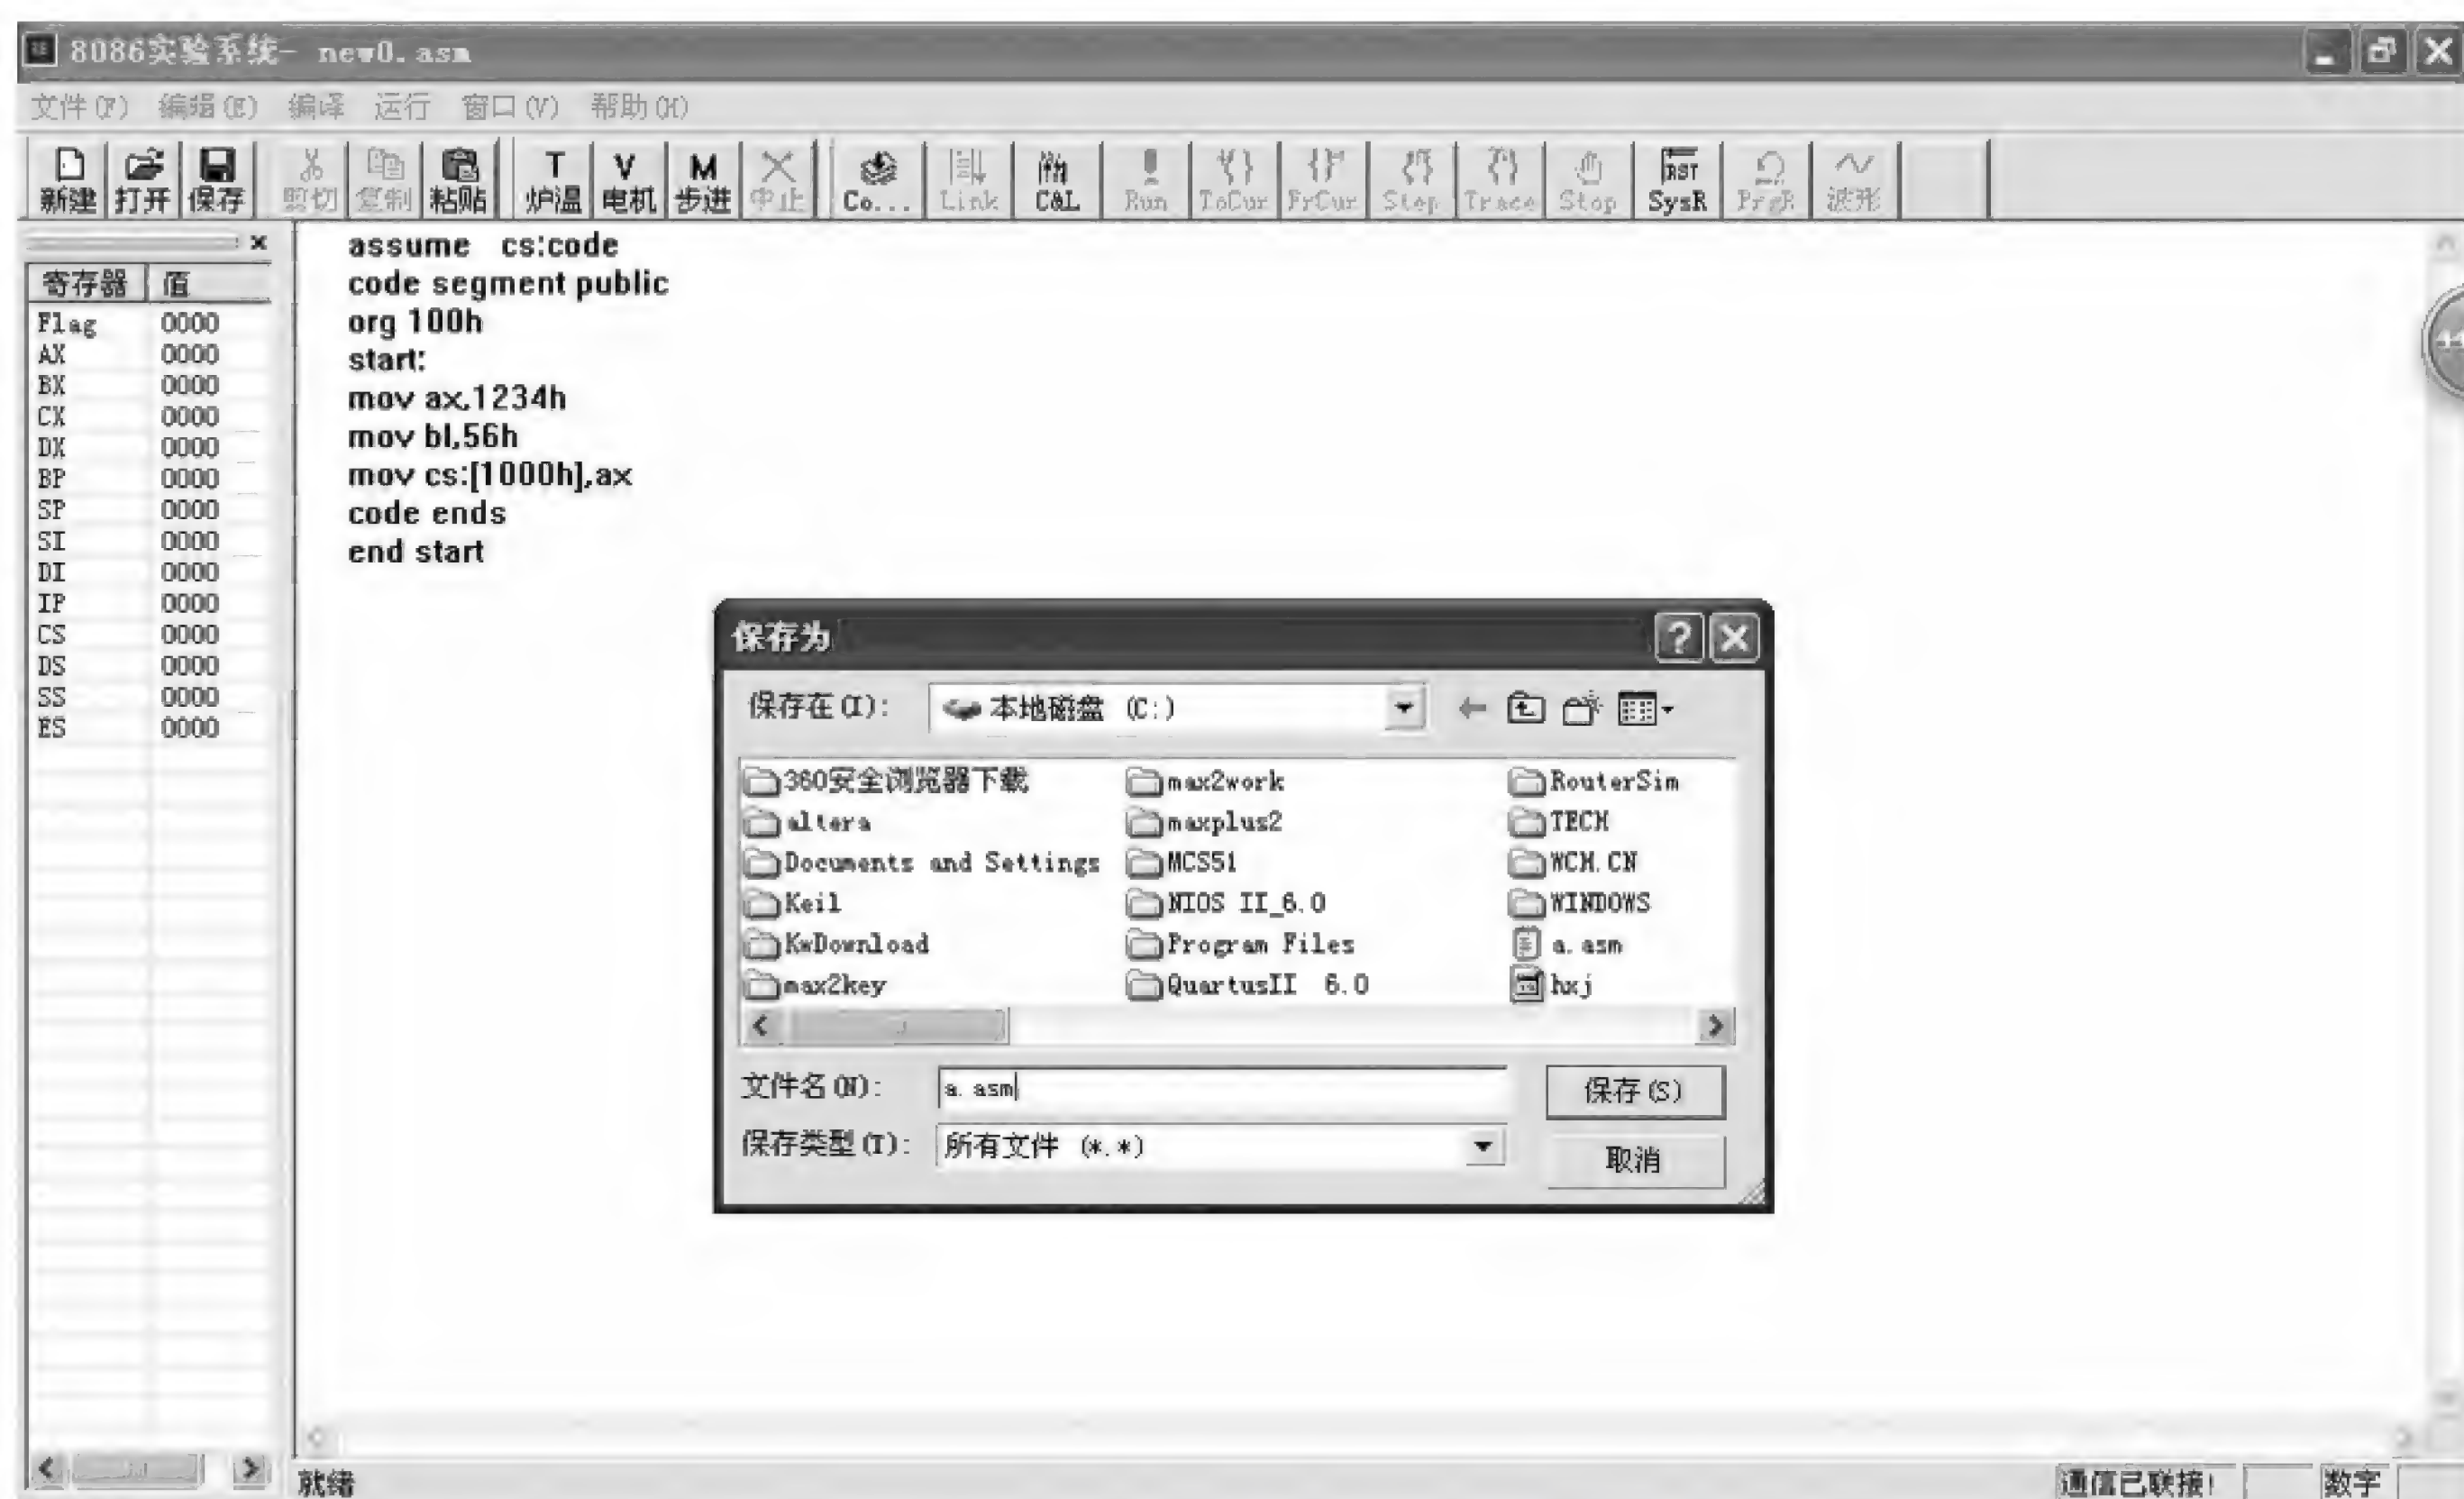 8086实验系统- new0.asm
文件(F) 编辑(E) 编译 运行 窗口(V) 帮助(H)
新建 打开 保存 剪切 复制 粘贴 T炉温 V电机 M步进 中止 Co... Link C&L Run ToCur FrCur Step Trace Stop RST SysR PrgR 波形
寄存器 值
Flag 0000
AX 0000
BX 0000
CX 0000
DX 0000
BP 0000
SP 0000
SI 0000
DI 0000
IP 0000
CS 0000
DS 0000
SS 0000
ES 0000
assume cs:code
code segment public
org 100h
start:
mov ax,1234h
mov bl,56h
mov cs:[1000h],ax
code ends
end start
保存为
保存在(I): 本地磁盘 (C:)
360安全浏览器下载 max2work RouterSim
altera maxplus2 TECH
Documents and Settings MCS51 WCH.CN
Keil NIOS II_6.0 WINDOWS
KwDownload Program Files a.asm
max2key QuartusII 6.0 hxj
文件名(N): a.asm 保存(S)
保存类型(T): 所有文件 (*.*) 取消
就绪 通信已联接! 数字